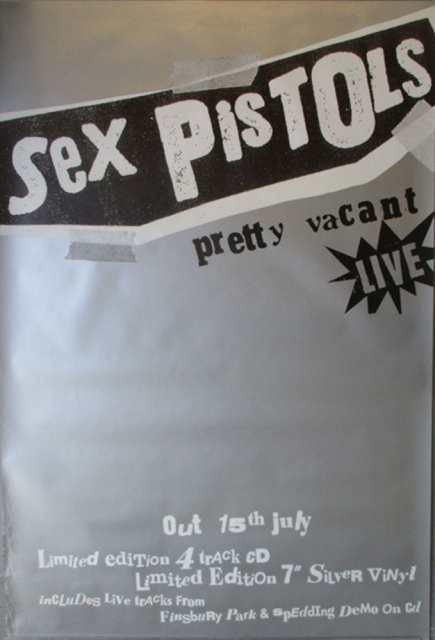 Sex PisTOLs
pretty vacant
LIVE
Out 15th july
Limited ediTion 4 trAck CD
Limited Edition 7" SilveR ViNyl
incLuDes Live trAcks From
Finsbury Park & spEddIng DeMo On Cd